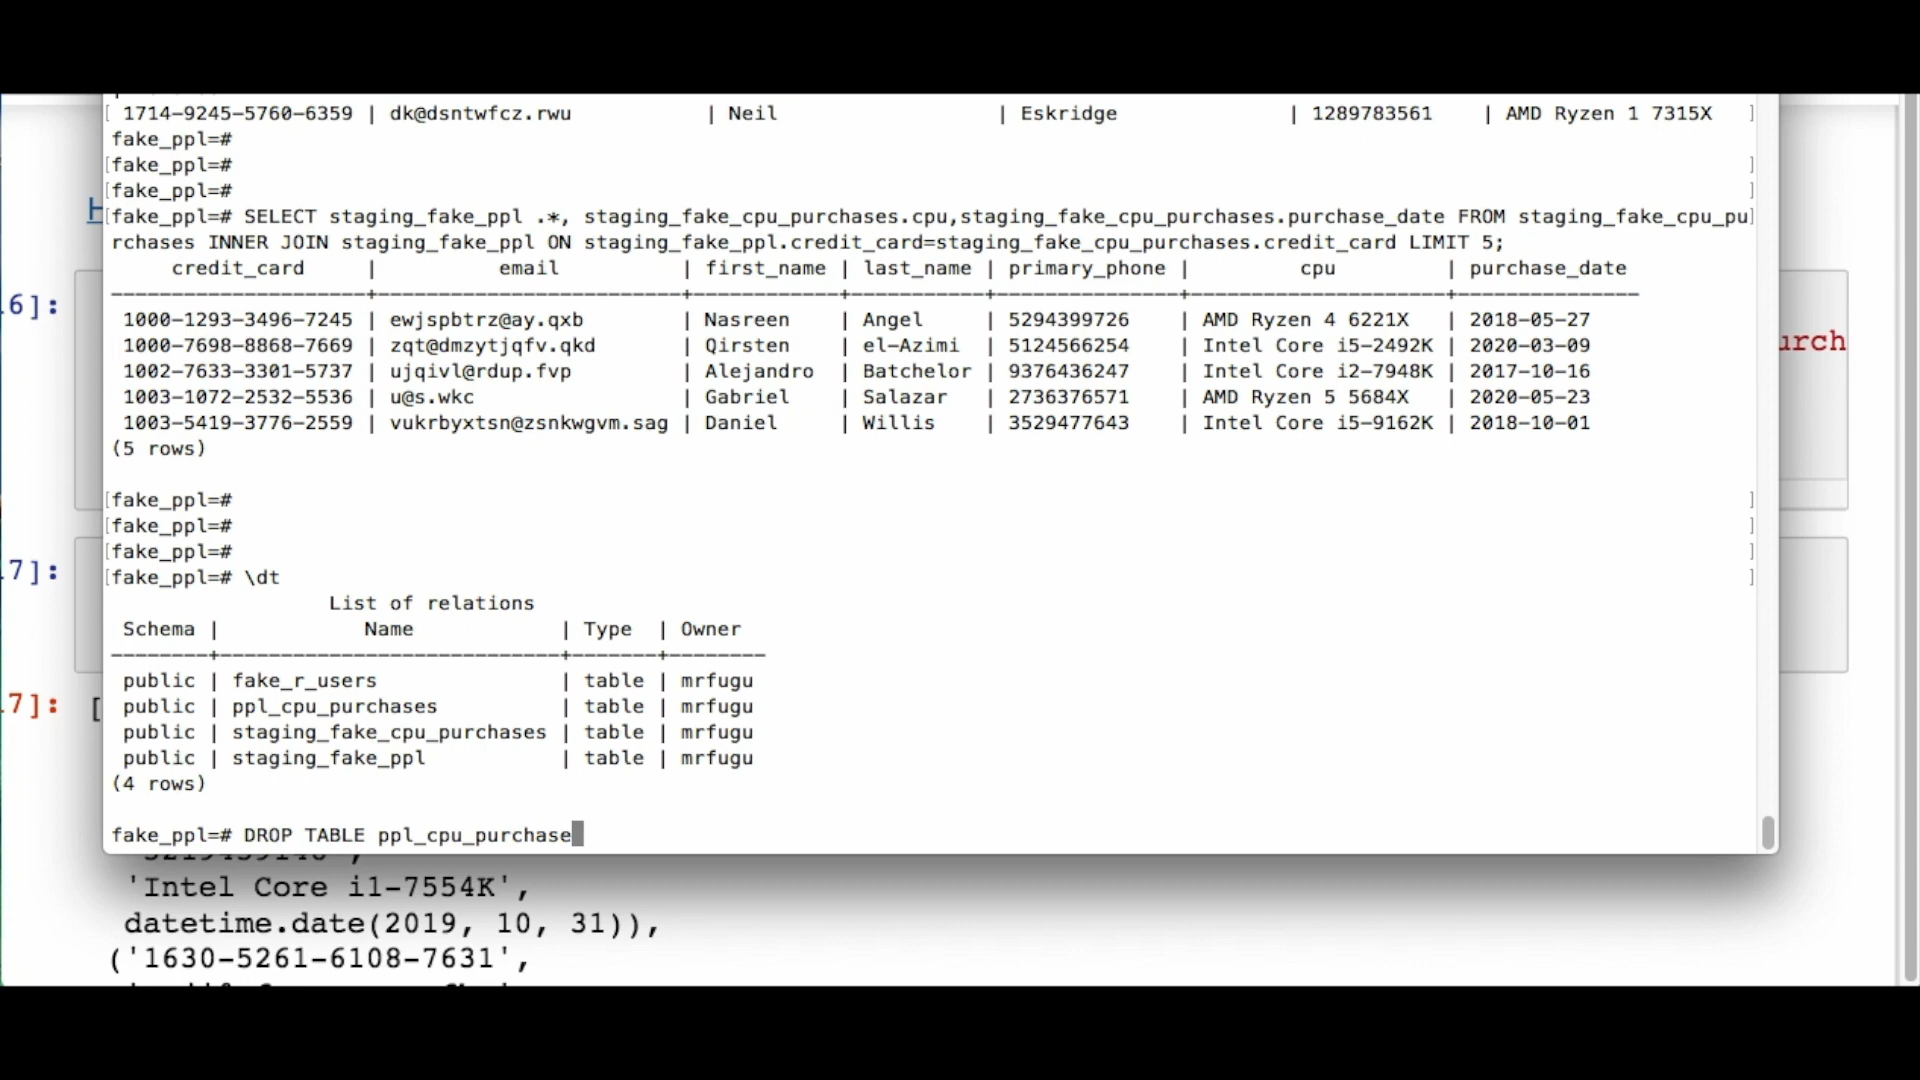 [ 1714-9245-5760-6359 | dk@dsntwfcz.rwu | Neil | Eskridge | 1289783561 | AMD Ryzen 1 7315X ]
fake_ppl=#
[fake_ppl=# ]
[fake_ppl=# ]
[fake_ppl=# SELECT staging_fake_ppl .*, staging_fake_cpu_purchases.cpu,staging_fake_cpu_purchases.purchase_date FROM staging_fake_cpu_pu]
rchases INNER JOIN staging_fake_ppl ON staging_fake_ppl.credit_card=staging_fake_cpu_purchases.credit_card LIMIT 5;
credit_card | email | first_name | last_name | primary_phone | cpu | purchase_date
1000-1293-3496-7245 | ewjspbtrz@ay.qxb | Nasreen | Angel | 5294399726 | AMD Ryzen 4 6221X | 2018-05-27
1000-7698-8868-7669 | zqt@dmzytjqfv.qkd | Qirsten | el-Azimi | 5124566254 | Intel Core i5-2492K | 2020-03-09
1002-7633-3301-5737 | ujqivl@rdup.fvp | Alejandro | Batchelor | 9376436247 | Intel Core i2-7948K | 2017-10-16
1003-1072-2532-5536 | u@s.wkc | Gabriel | Salazar | 2736376571 | AMD Ryzen 5 5684X | 2020-05-23
1003-5419-3776-2559 | vukrbyxtsn@zsnkwgvm.sag | Daniel | Willis | 3529477643 | Intel Core i5-9162K | 2018-10-01
(5 rows)
[fake_ppl=# ]
[fake_ppl=# ]
[fake_ppl=# ]
[fake_ppl=# \dt ]
List of relations
Schema | Name | Type | Owner
public | fake_r_users | table | mrfugu
public | ppl_cpu_purchases | table | mrfugu
public | staging_fake_cpu_purchases | table | mrfugu
public | staging_fake_ppl | table | mrfugu
(4 rows)
fake_ppl=# DROP TABLE ppl_cpu_purchase
6]:
urch
7]:
7]: [
'Intel Core i1-7554K',
datetime.date(2019, 10, 31)),
('1630-5261-6108-7631',